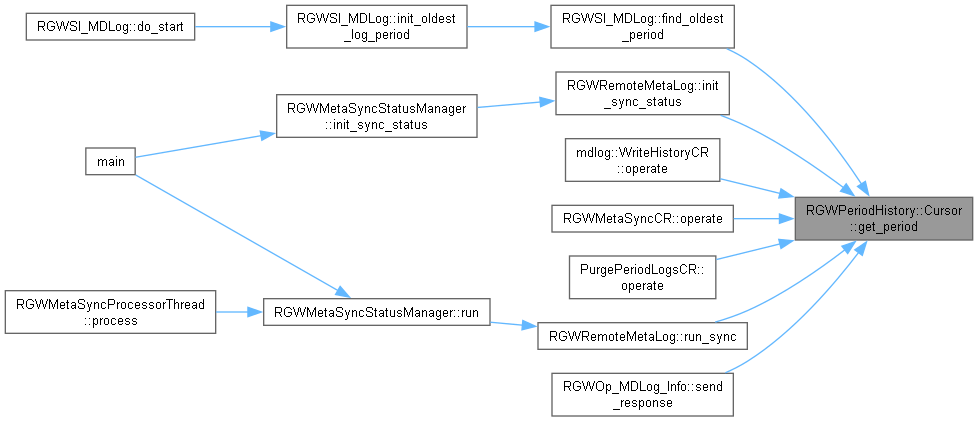 RGWSI_MDLog::do_start
RGWSI_MDLog::init_oldest
_log_period
RGWSI_MDLog::find_oldest
_period
RGWRemoteMetaLog::init
_sync_status
RGWMetaSyncStatusManager
::init_sync_status
main
mdlog::WriteHistoryCR
::operate
RGWMetaSyncCR::operate
RGWPeriodHistory::Cursor
::get_period
PurgePeriodLogsCR::
operate
RGWMetaSyncProcessorThread
::process
RGWMetaSyncStatusManager::run
RGWRemoteMetaLog::run_sync
RGWOp_MDLog_Info::send
_response